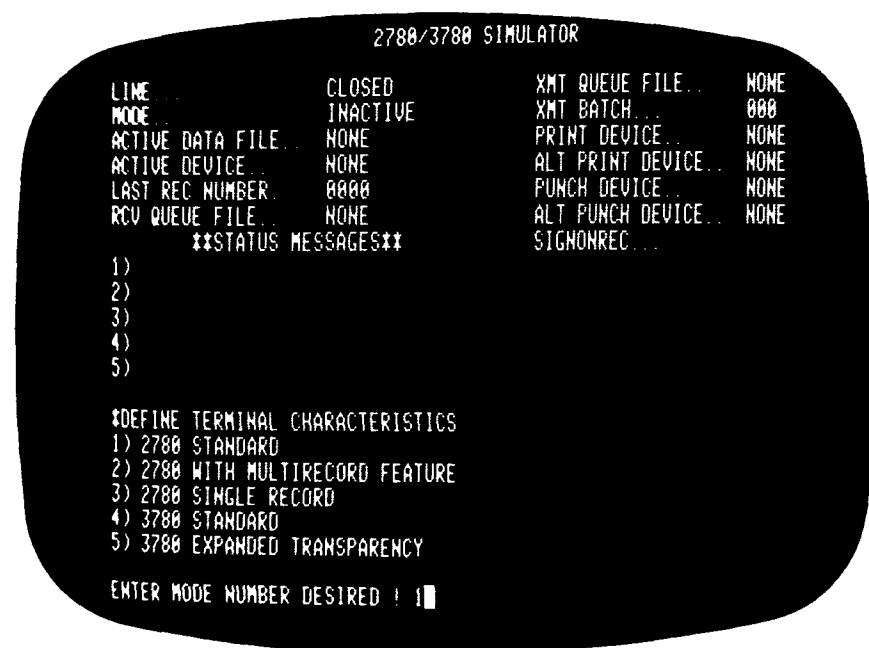 2780/3780 SIMULATOR
LINE... CLOSED XMT QUEUE FILE.. NONE
MODE.. INACTIVE XMT BATCH... 000
ACTIVE DATA FILE.. NONE PRINT DEVICE.. NONE
ACTIVE DEVICE.. NONE ALT PRINT DEVICE.. NONE
LAST REC NUMBER. 0000 PUNCH DEVICE.. NONE
RCV QUEUE FILE.. NONE ALT PUNCH DEVICE.. NONE
**STATUS MESSAGES** SIGNONREC...
1)
2)
3)
4)
5)
*DEFINE TERMINAL CHARACTERISTICS
1) 2780 STANDARD
2) 2780 WITH MULTIRECORD FEATURE
3) 2780 SINGLE RECORD
4) 3780 STANDARD
5) 3780 EXPANDED TRANSPARENCY
ENTER MODE NUMBER DESIRED ! 1